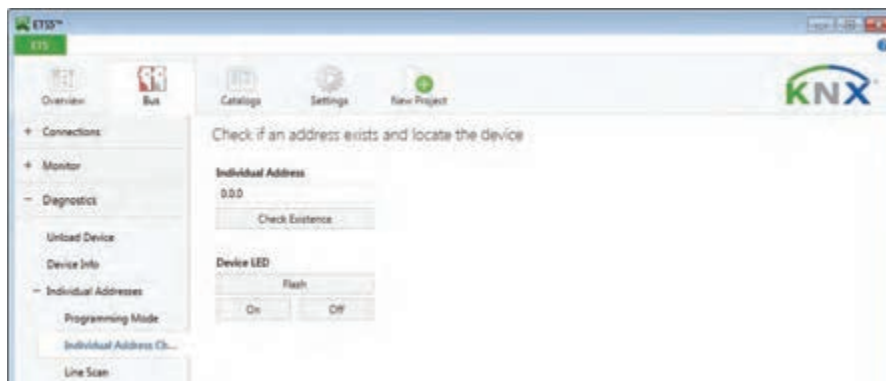 ETS5™
ETS
Overview
Bus
Catalogs
Settings
New Project
KNX
+ Connections
+ Monitor
− Diagnostics
Unload Device
Device Info
− Individual Addresses
Programming Mode
Individual Address Ch...
Line Scan
Check if an address exists and locate the device
Individual Address
0.0.0
Check Existence
Device LED
Flash
On
Off